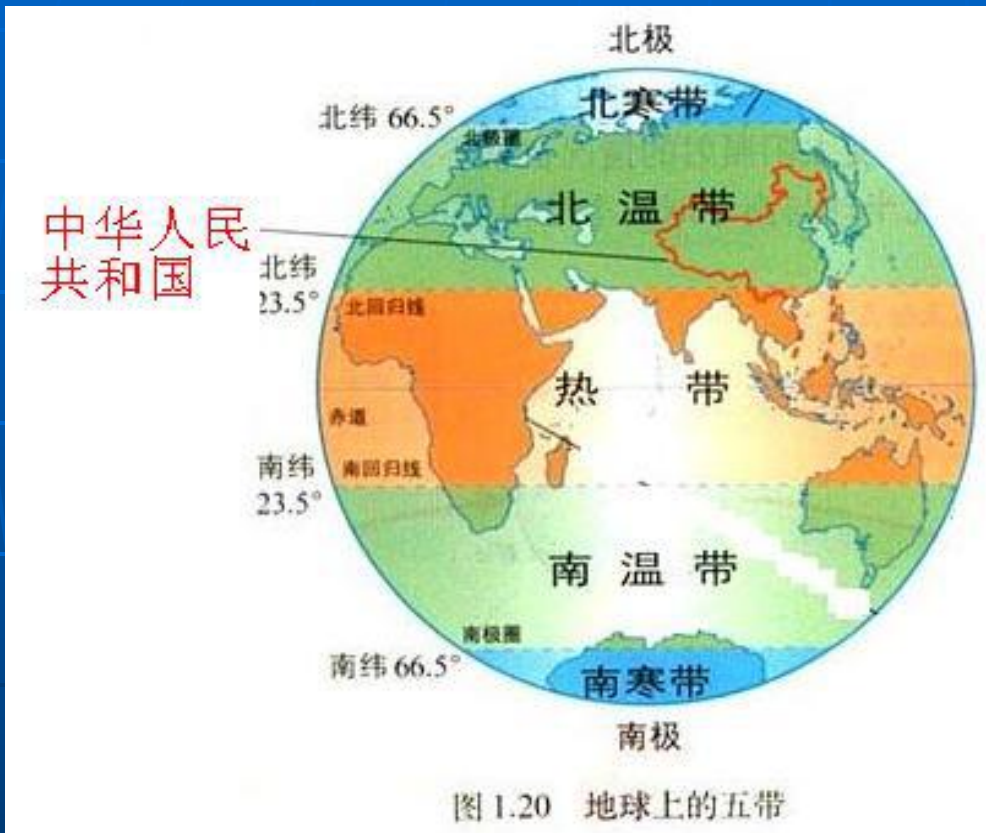 北极
北寒带
北纬 66.5°
北极圈
北温带
中华人民
共和国
北纬
23.5°
北回归线
热带
赤道
南纬
23.5°
南回归线
南温带
南极圈
南纬 66.5°
南寒带
南极
图 1.20 地球上的五带